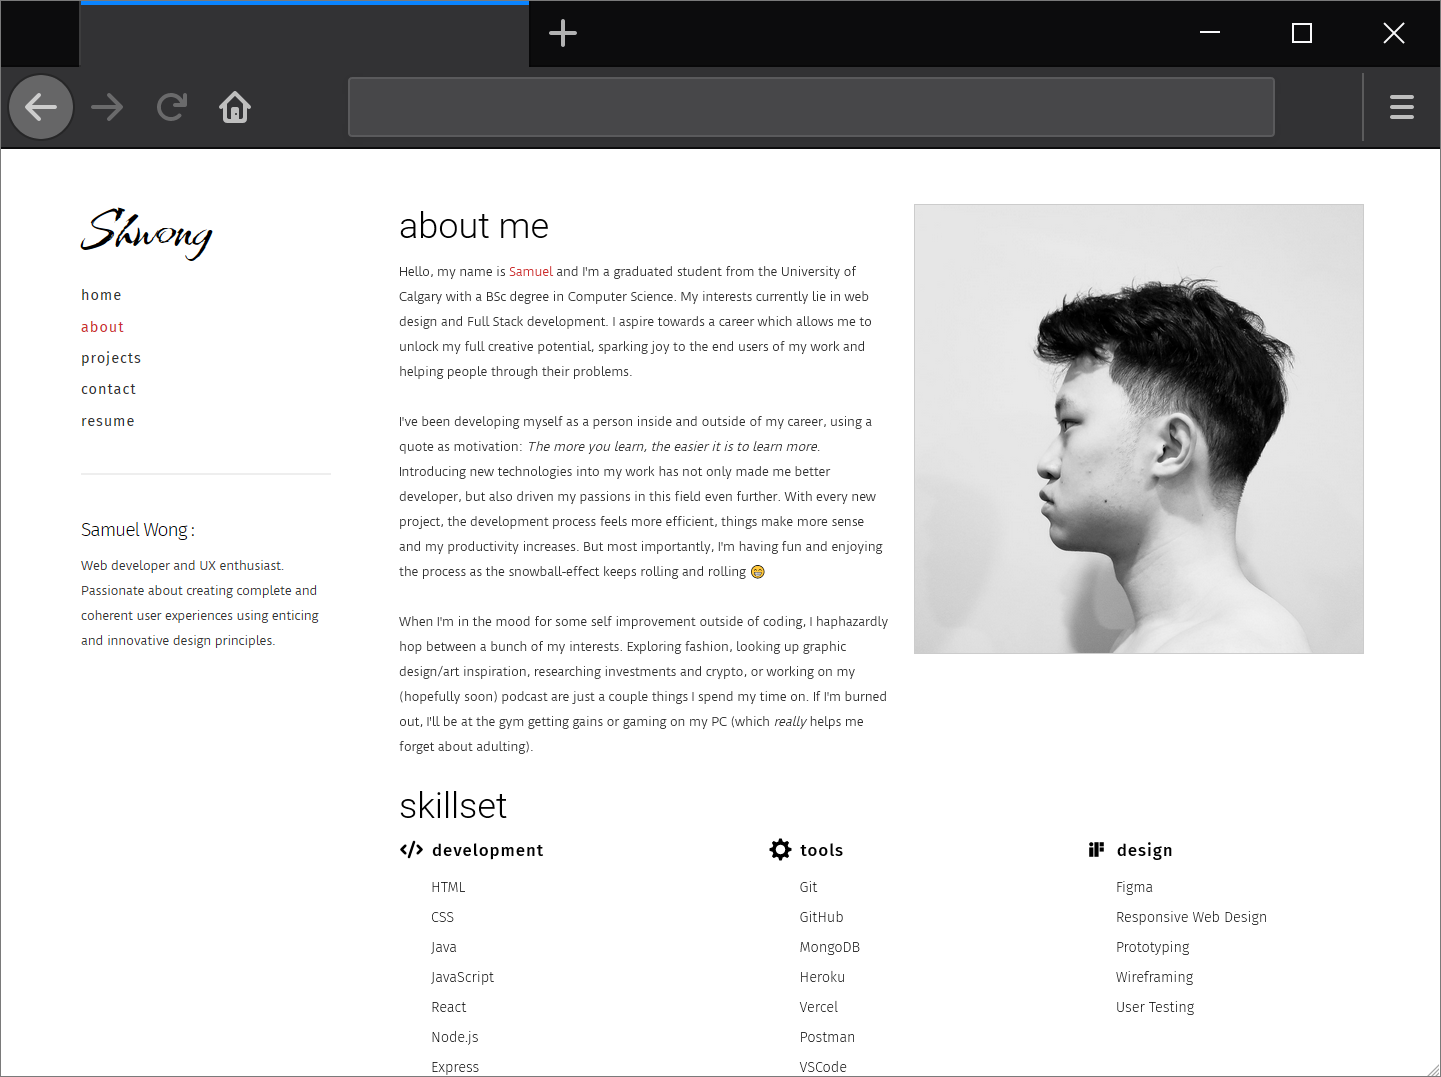 Shwong
home
about
projects
contact
resume
Samuel Wong :
Web developer and UX enthusiast.
Passionate about creating complete and
coherent user experiences using enticing
and innovative design principles.
about me
Hello, my name is Samuel and I'm a graduated student from the University of
Calgary with a BSc degree in Computer Science. My interests currently lie in web
design and Full Stack development. I aspire towards a career which allows me to
unlock my full creative potential, sparking joy to the end users of my work and
helping people through their problems.
I've been developing myself as a person inside and outside of my career, using a
quote as motivation: The more you learn, the easier it is to learn more.
Introducing new technologies into my work has not only made me better
developer, but also driven my passions in this field even further. With every new
project, the development process feels more efficient, things make more sense
and my productivity increases. But most importantly, I'm having fun and enjoying
the process as the snowball-effect keeps rolling and rolling 😁
When I'm in the mood for some self improvement outside of coding, I haphazardly
hop between a bunch of my interests. Exploring fashion, looking up graphic
design/art inspiration, researching investments and crypto, or working on my
(hopefully soon) podcast are just a couple things I spend my time on. If I'm burned
out, I'll be at the gym getting gains or gaming on my PC (which really helps me
forget about adulting).
skillset
development
HTML
CSS
Java
JavaScript
React
Node.js
Express
tools
Git
GitHub
MongoDB
Heroku
Vercel
Postman
VSCode
design
Figma
Responsive Web Design
Prototyping
Wireframing
User Testing